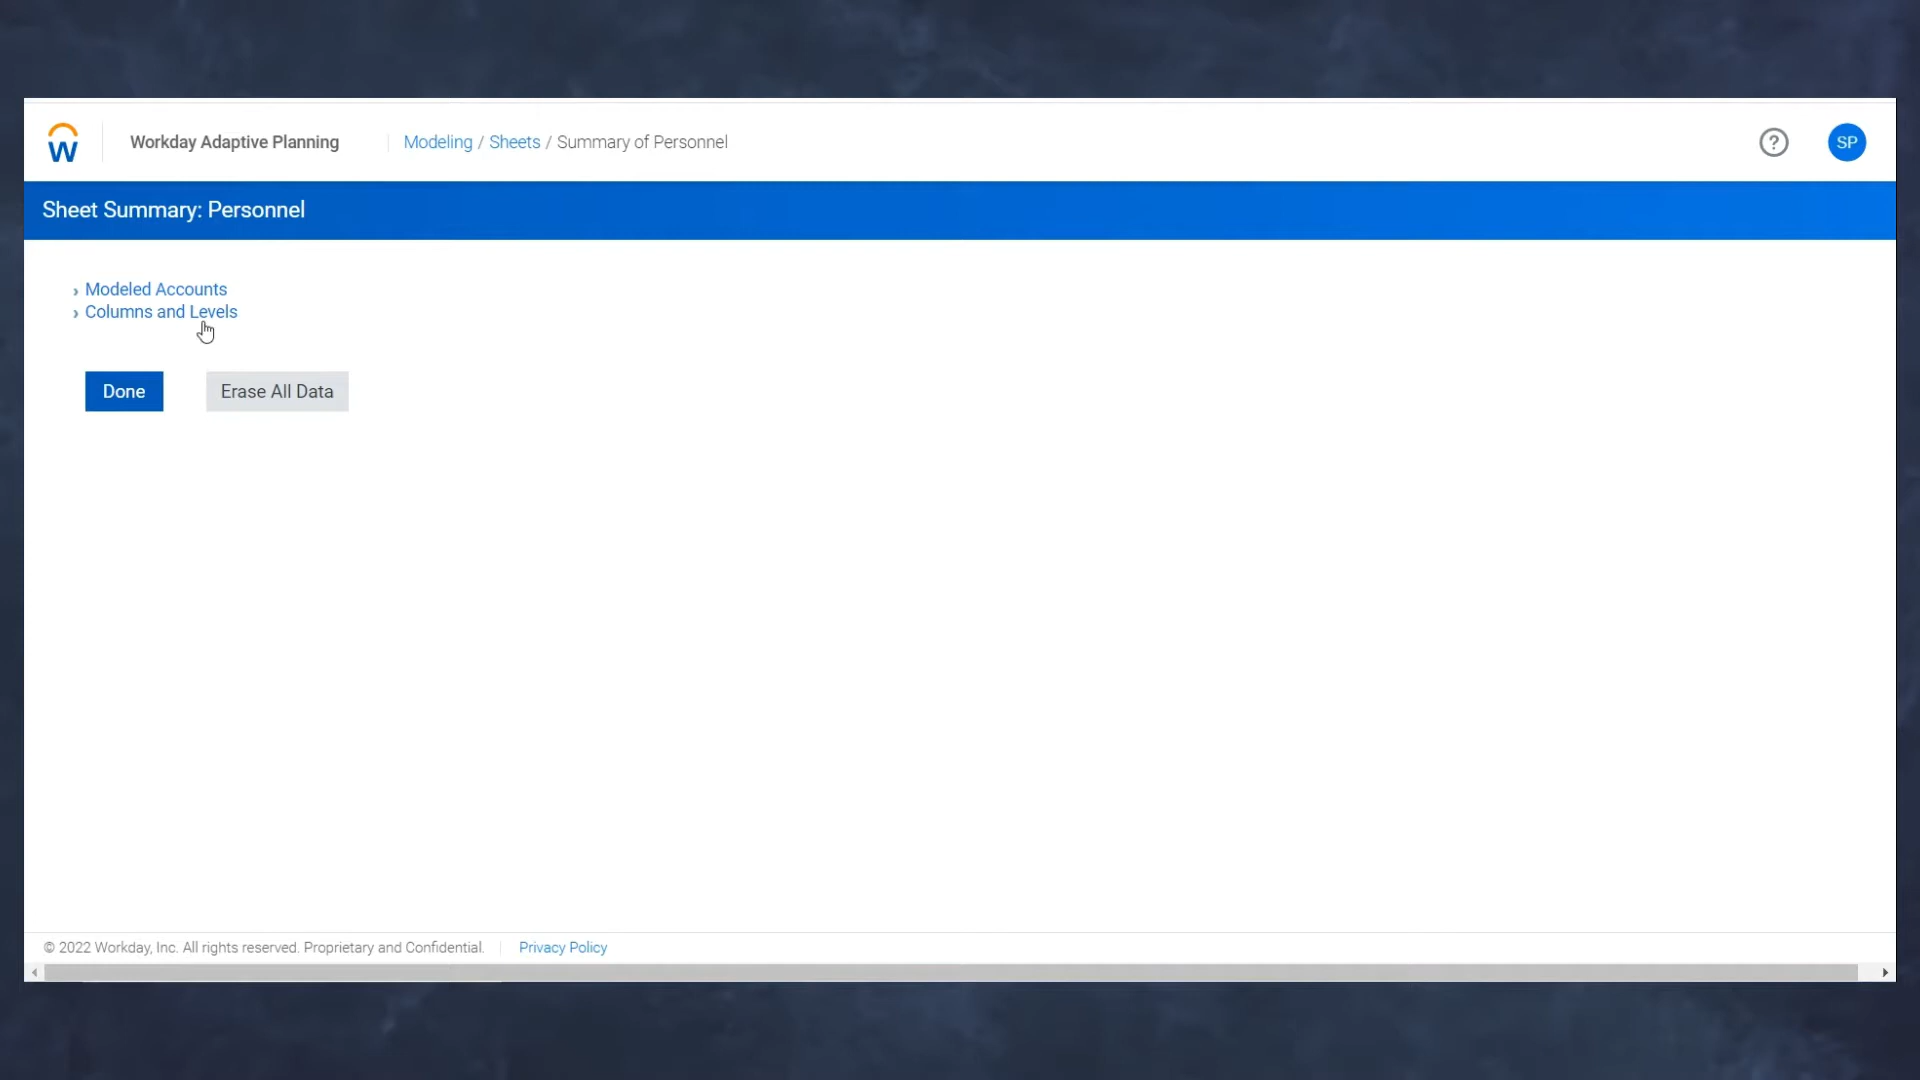 W Workday Adaptive Planning Modeling / Sheets / Summary of Personnel ? SP
Sheet Summary: Personnel
› Modeled Accounts
› Columns and Levels
Done Erase All Data
© 2022 Workday, Inc. All rights reserved. Proprietary and Confidential. Privacy Policy